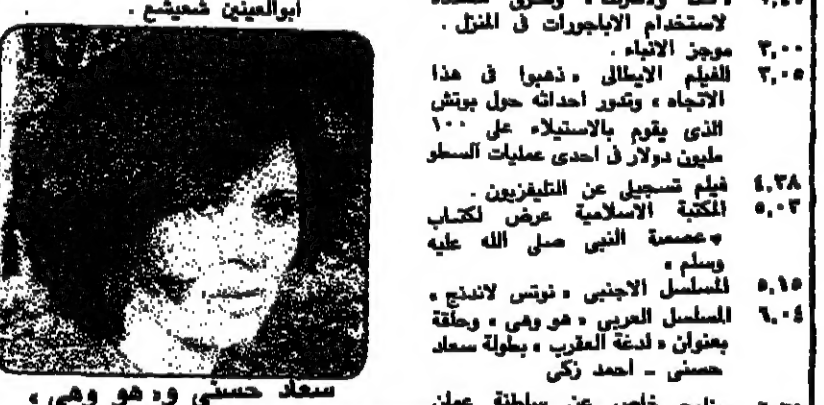 لاستخدام الاباجورات فى المنزل .
٣,٠٠ موجز الانباء .
٣,٠٥ الفيلم الايطالى « ذهبوا فى هذا
الاتجاه » وتدور احداثه حول بوتش
الذى يقوم بالاستيلاء على ١٠٠
مليون دولار فى احدى عمليات السطو
٤,٣٨ فيلم تسجيلى عن التليفزيون .
٥,٠٣ المكتبة الاسلامية عرض لكتاب
« عصمة النبى صلى الله عليه
وسلم »
٥,١٥ المسلسل الاجنبى « نوتس لاندنج »
٦,٠٤ المسلسل العربى « هو وهى » وحلقة
بعنوان « لدغة العقرب » بطولة سعاد
حسنى - احمد زكى
خاص عن سلطنة عمان
ابوالعينين شعيشع .
سعاد حسنى و« هو وهى »